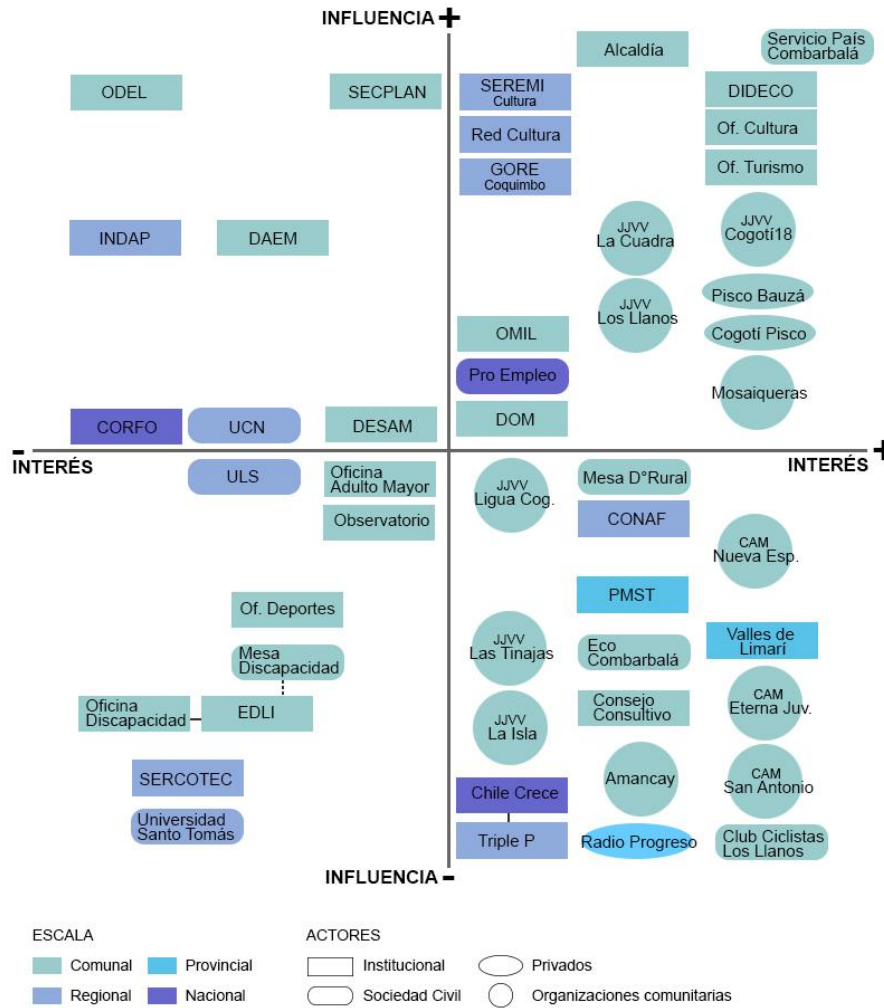 INFLUENCIA +
Alcaldía
Servicio País
Combarbalá
ODEL
SECPLAN
SEREMI
Cultura
DIDECO
Red Cultura
Of. Cultura
GORE
Coquimbo
Of. Turismo
INDAP
DAEM
JJVV
La Cuadra
JJVV
Cogotí18
JJVV
Los Llanos
Pisco Bauzá
OMIL
Cogotí Pisco
Pro Empleo
Mosaiqueras
CORFO
UCN
DESAM
DOM
- INTERÉS
INTERÉS +
ULS
Oficina
Adulto Mayor
JJVV
Ligua Cog.
Mesa D°Rural
Observatorio
CONAF
CAM
Nueva Esp.
Of. Deportes
PMST
Mesa
Discapacidad
JJVV
Las Tinajas
Eco
Combarbalá
Valles de
Limarí
Oficina
Discapacidad
EDLI
JJVV
La Isla
Consejo
Consultivo
CAM
Eterna Juv.
SERCOTEC
Chile Crece
Amancay
CAM
San Antonio
Universidad
Santo Tomás
Triple P
Radio Progreso
Club Ciclistas
Los Llanos
INFLUENCIA -
ESCALA
ACTORES
Comunal
Provincial
Institucional
Privados
Regional
Nacional
Sociedad Civil
Organizaciones comunitarias